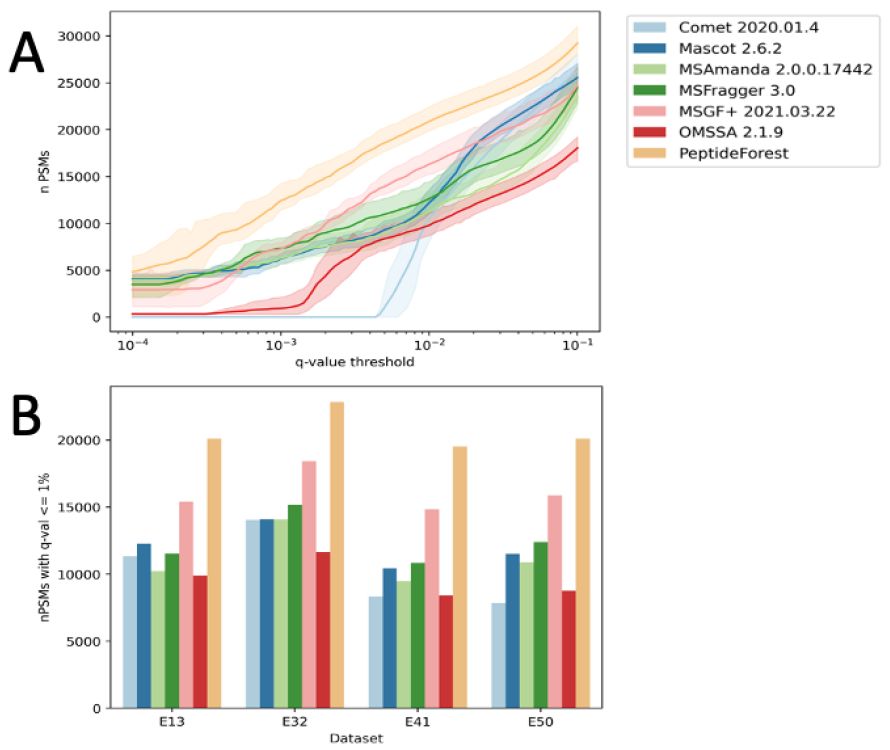 A
30000
25000
20000
15000
10000
5000
0
n PSMs
10⁻⁴
10⁻³
10⁻²
10⁻¹
q-value threshold
Comet 2020.01.4
Mascot 2.6.2
MSAmanda 2.0.0.17442
MSFragger 3.0
MSGF+ 2021.03.22
OMSSA 2.1.9
PeptideForest
B
20000
15000
10000
5000
0
nPSMs with q-val <= 1%
E13
E32
E41
E50
Dataset